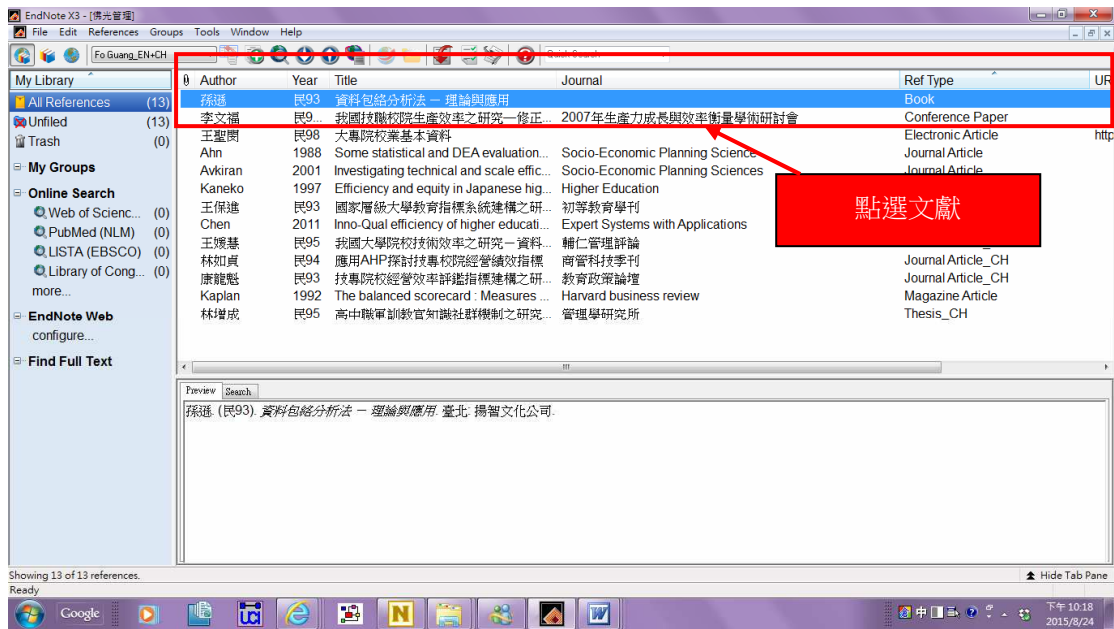 EndNote X3 - [佛光管理]
File Edit References Groups Tools Window Help
Fo Guang_EN+CH
My Library
All References (13)
Unfiled (13)
Trash (0)
My Groups
Online Search
Web of Scienc... (0)
PubMed (NLM) (0)
LISTA (EBSCO) (0)
Library of Cong... (0)
more...
EndNote Web
configure...
Find Full Text
Author Year Title Journal Ref Type UR
孫遜 民93 資料包絡分析法 — 理論與應用 Book
李文福 民9... 我國技職校院生產效率之研究—修正... 2007年生產力成長與效率衡量學術研討會 Conference Paper
王聖閔 民98 大專院校業基本資料 Electronic Article http
Ahn 1988 Some statistical and DEA evaluation... Socio-Economic Planning Science Journal Article
Avkiran 2001 Investigating technical and scale effic... Socio-Economic Planning Sciences Journal Article
Kaneko 1997 Efficiency and equity in Japanese hig... Higher Education
王保進 民93 國家層級大學教育指標系統建構之研... 初等教育學刊
Chen 2011 Inno-Qual efficiency of higher educati... Expert Systems with Applications
王媛慧 民95 我國大學院校技術效率之研究－資料... 輔仁管理評論
林如貞 民94 應用AHP探討技專校院經營績效指標 商管科技季刊 Journal Article_CH
康龍魁 民93 技專院校經營效率評鑑指標建構之研... 教育政策論壇 Journal Article_CH
Kaplan 1992 The balanced scorecard : Measures ... Harvard business review Magazine Article
林增成 民95 高中職軍訓教官知識社群機制之研究... 管理學研究所 Thesis_CH
點選文獻
Preview Search
孫遜. (民93). 資料包絡分析法 — 理論與應用. 臺北: 揚智文化公司.
Showing 13 of 13 references.
Hide Tab Pane
Ready
Google
中
下午 10:18
2015/8/24